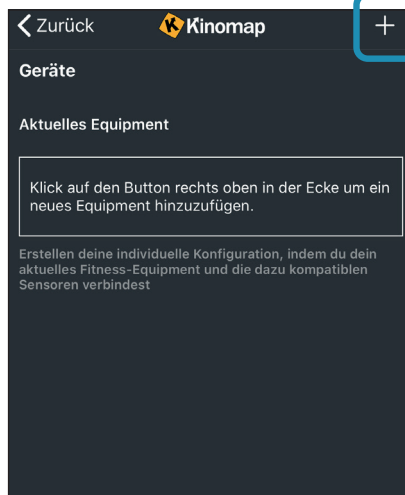 Zurück Kinomap +
Geräte
Aktuelles Equipment
Klick auf den Button rechts oben in der Ecke um ein
neues Equipment hinzuzufügen.
Erstellen deine individuelle Konfiguration, indem du dein
aktuelles Fitness-Equipment und die dazu kompatiblen
Sensoren verbindest